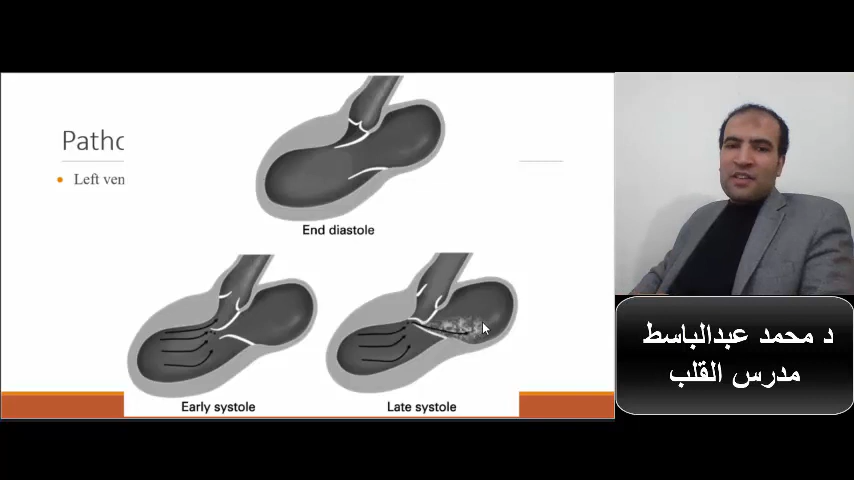 Patho
• Left ven
End diastole
Early systole
Late systole
د محمد عبدالباسط
مدرس القلب